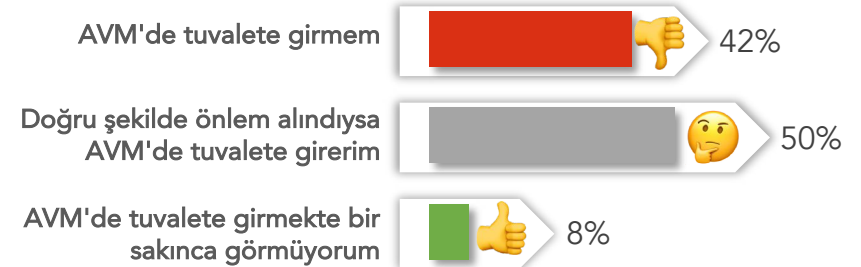 AVM'de tuvalete girmem
42%
Doğru şekilde önlem alındıysa
AVM'de tuvalete girerim
50%
AVM'de tuvalete girmekte bir
sakınca görmüyorum
8%